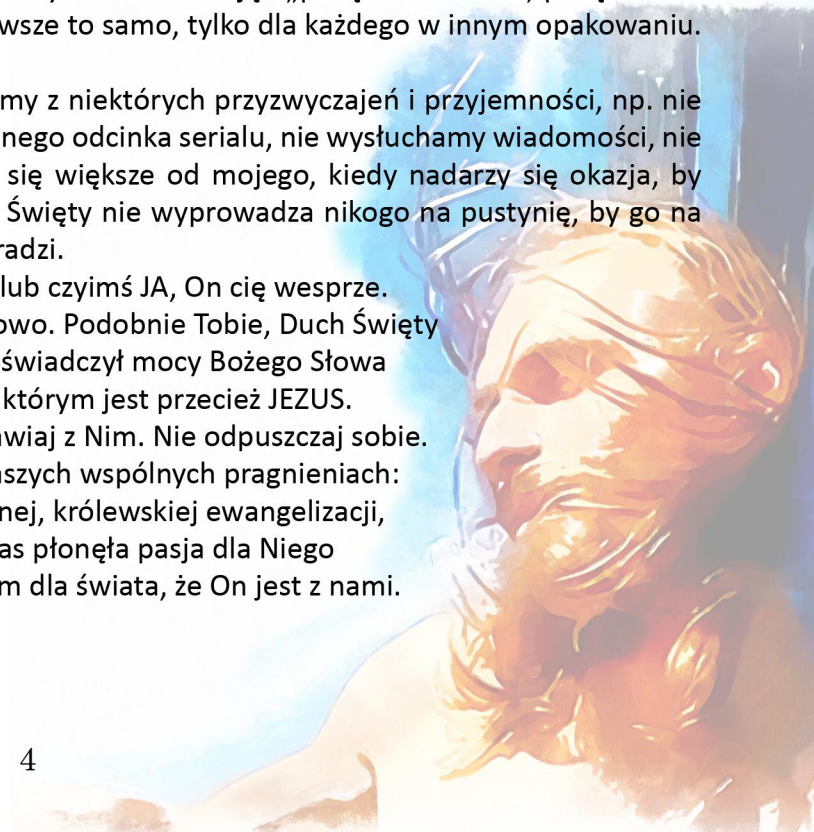 wsze to samo, tylko dla każdego w innym opakowaniu.
my z niektórych przyzwyczajeń i przyjemności, np. nie
nego odcinka serialu, nie wysłuchamy wiadomości, nie
się większe od mojego, kiedy nadarzy się okazja, by
Święty nie wyprowadza nikogo na pustynię, by go na
radzi.
lub czyimś JA, On cię wesprze.
owo. Podobnie Tobie, Duch Święty
świadczył mocy Bożego Słowa
którym jest przecież JEZUS.
wiaj z Nim. Nie odpuszczaj sobie.
aszych wspólnych pragnieniach:
nej, królewskiej ewangelizacji,
as płonęła pasja dla Niego
m dla świata, że On jest z nami.
4